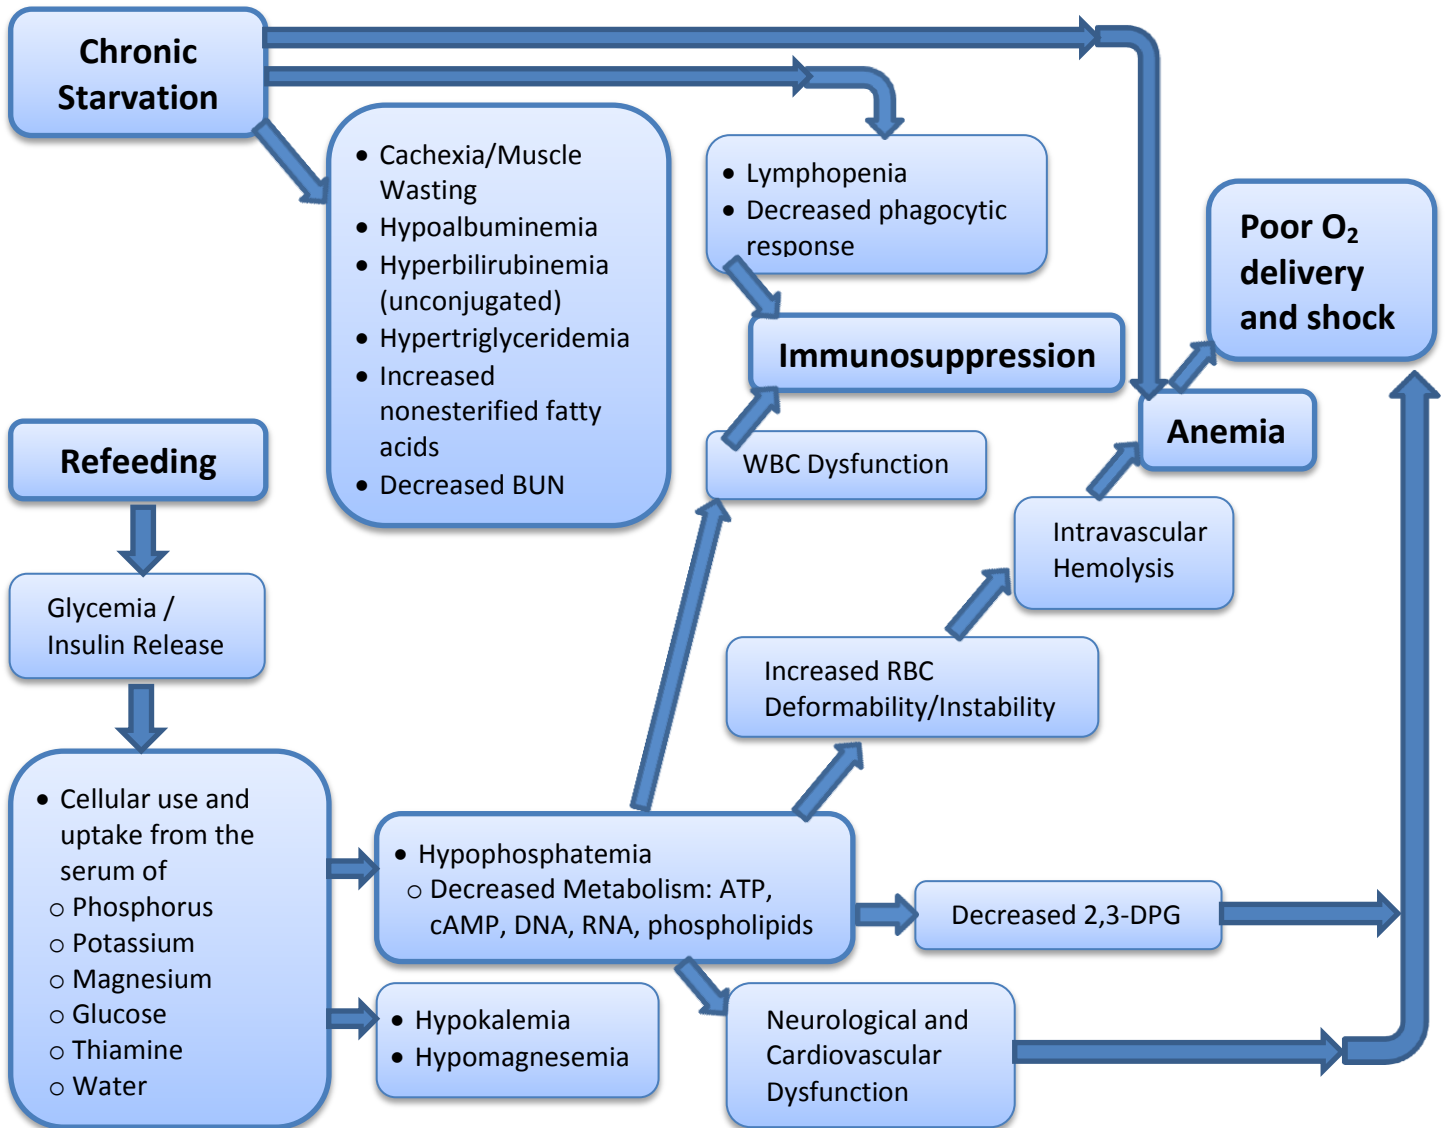 Chronic
Starvation
• Cachexia/Muscle
Wasting
• Hypoalbuminemia
• Hyperbilirubinemia
(unconjugated)
• Hypertriglyceridemia
• Increased
nonesterified fatty
acids
• Decreased BUN
• Lymphopenia
• Decreased phagocytic
response
Immunosuppression
WBC Dysfunction
Poor O₂
delivery
and shock
Anemia
Intravascular
Hemolysis
Increased RBC
Deformability/Instability
Refeeding
Glycemia /
Insulin Release
• Cellular use and
uptake from the
serum of
o Phosphorus
o Potassium
o Magnesium
o Glucose
o Thiamine
o Water
• Hypophosphatemia
o Decreased Metabolism: ATP,
cAMP, DNA, RNA, phospholipids
• Hypokalemia
• Hypomagnesemia
Decreased 2,3-DPG
Neurological and
Cardiovascular
Dysfunction